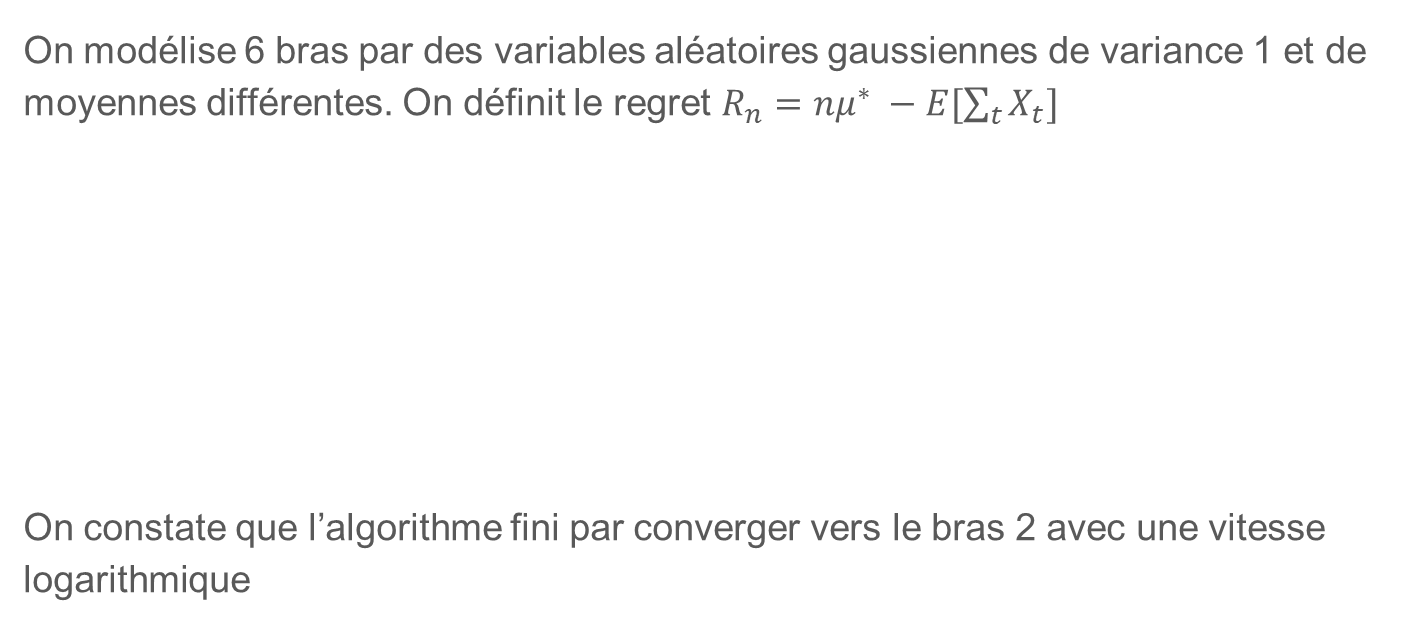 On modélise 6 bras par des variables aléatoires gaussiennes de variance 1 et de
moyennes différentes. On définit le regret 𝑅𝑛 = 𝑛𝜇* − 𝐸[∑𝑡 𝑋𝑡]
On constate que l’algorithme fini par converger vers le bras 2 avec une vitesse
logarithmique